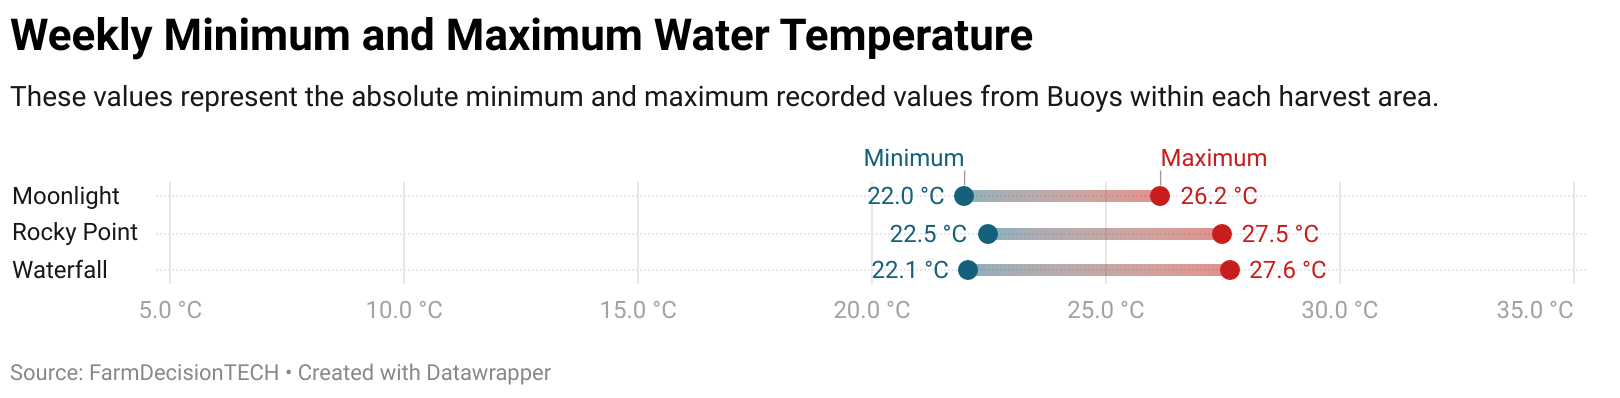 Weekly Minimum and Maximum Water Temperature
These values represent the absolute minimum and maximum recorded values from Buoys within each harvest area.
Minimum Maximum
Moonlight 22.0 °C 26.2 °C
Rocky Point 22.5 °C 27.5 °C
Waterfall 22.1 °C 27.6 °C
5.0 °C 10.0 °C 15.0 °C 20.0 °C 25.0 °C 30.0 °C 35.0 °C
Source: FarmDecisionTECH • Created with Datawrapper